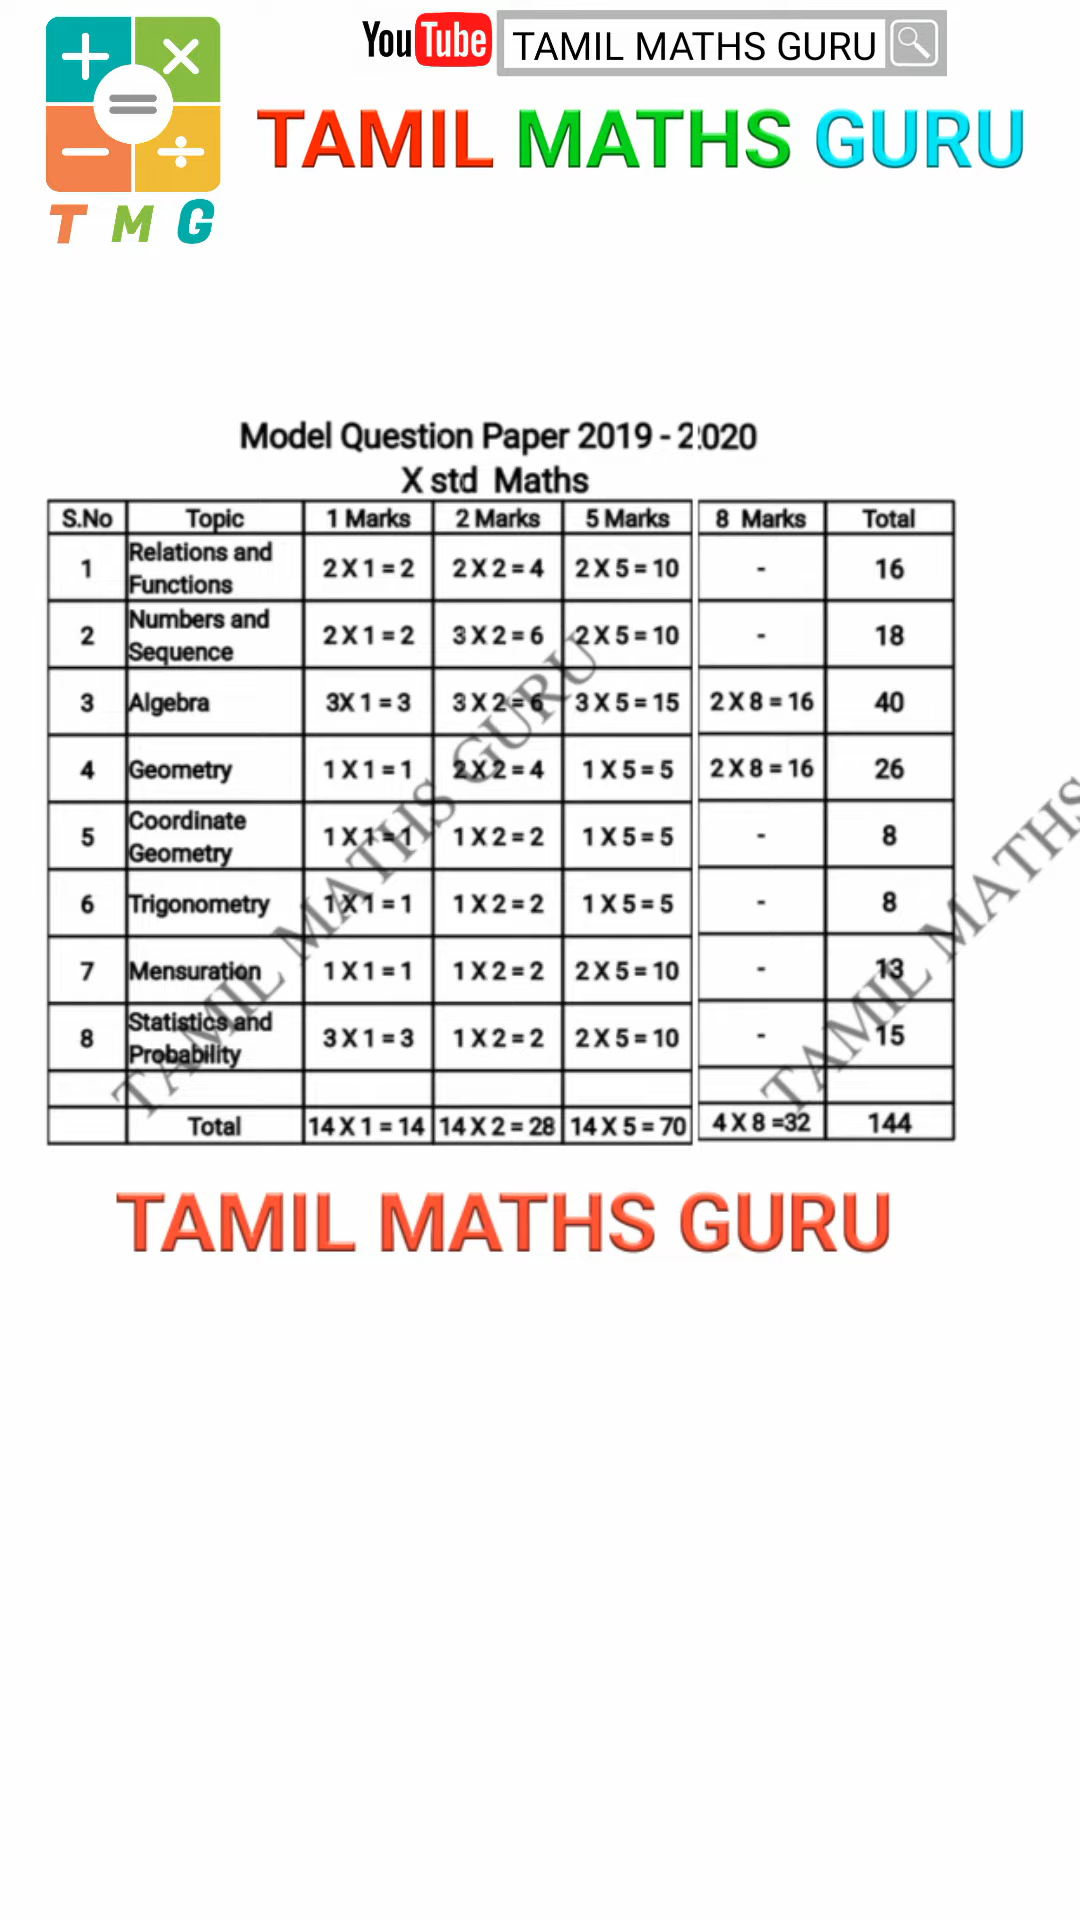 YouTube TAMIL MATHS GURU
TAMIL MATHS GURU
T M G
Model Question Paper 2019 - 2020
X std Maths
S.No Topic 1 Marks 2 Marks 5 Marks 8 Marks Total
1 Relations and Functions 2 X 1 = 2 2 X 2 = 4 2 X 5 = 10 - 16
2 Numbers and Sequence 2 X 1 = 2 3 X 2 = 6 2 X 5 = 10 - 18
3 Algebra 3X 1 = 3 3 X 2 = 6 3 X 5 = 15 2 X 8 = 16 40
4 Geometry 1 X 1 = 1 2 X 2 = 4 1 X 5 = 5 2 X 8 = 16 26
5 Coordinate Geometry 1 X 1 = 1 1 X 2 = 2 1 X 5 = 5 - 8
6 Trigonometry 1 X 1 = 1 1 X 2 = 2 1 X 5 = 5 - 8
7 Mensuration 1 X 1 = 1 1 X 2 = 2 2 X 5 = 10 - 13
8 Statistics and Probability 3 X 1 = 3 1 X 2 = 2 2 X 5 = 10 - 15
Total 14 X 1 = 14 14 X 2 = 28 14 X 5 = 70 4 X 8 =32 144
TAMIL MATHS GURU
TAMIL MATHS
TAMIL MATHS GURU